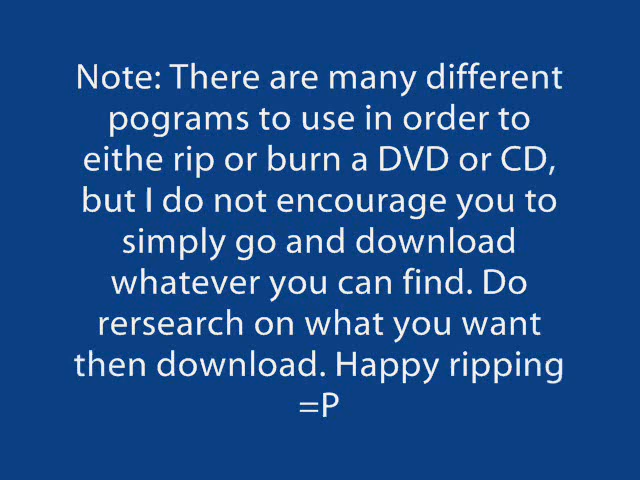 Note: There are many different
pograms to use in order to
eithe rip or burn a DVD or CD,
but I do not encourage you to
simply go and download
whatever you can find. Do
rersearch on what you want
then download. Happy ripping
=P